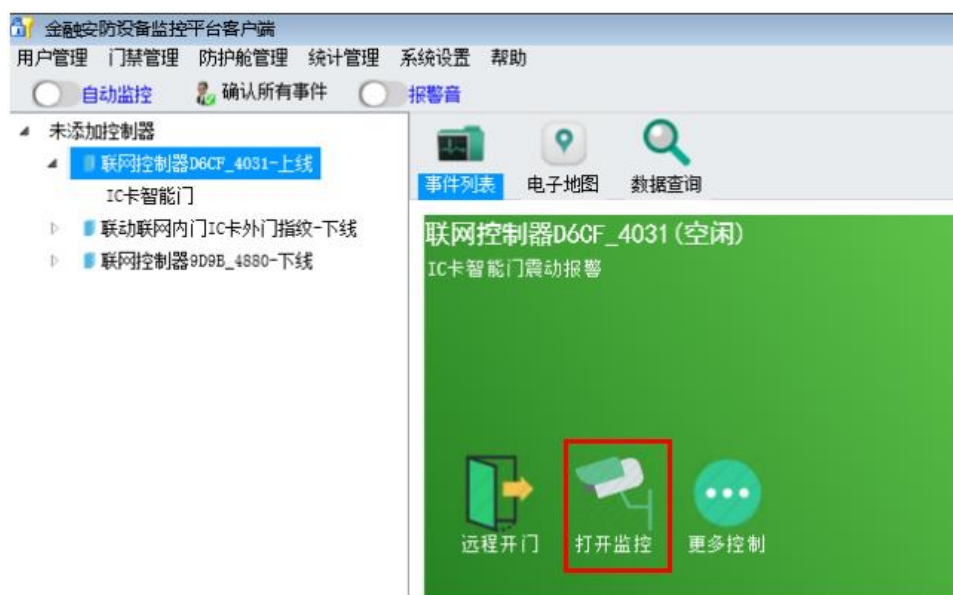 金融安防设备监控平台客户端
用户管理 门禁管理 防护舱管理 统计管理 系统设置 帮助
自动监控 确认所有事件 报警音
未添加控制器
联网控制器D6CF_4031-上线
IC卡智能门
联动联网内门IC卡外门指纹-下线
联网控制器9D9B_4880-下线
事件列表 电子地图 数据查询
联网控制器D6CF_4031(空闲)
IC卡智能门震动报警
远程开门 打开监控 更多控制